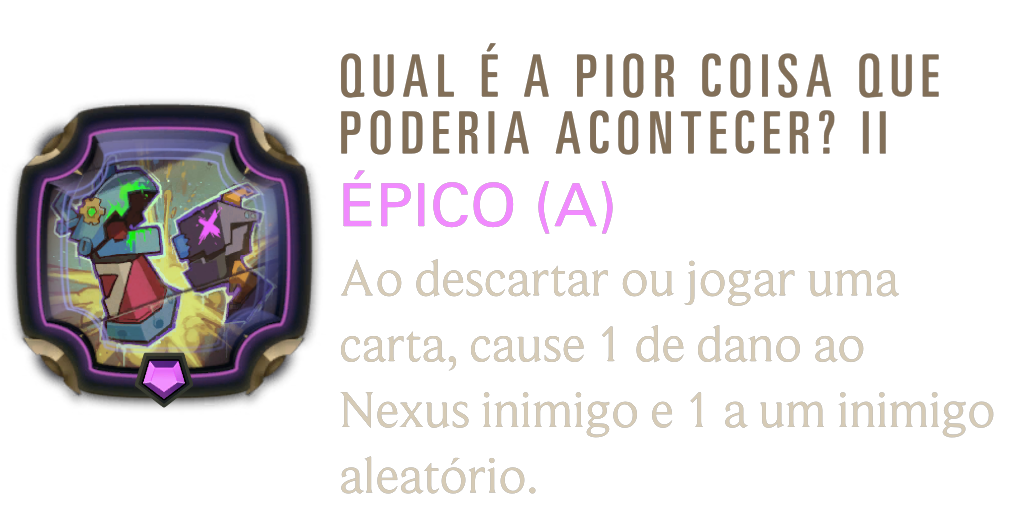 QUAL É A PIOR COISA QUE
PODERIA ACONTECER? II
ÉPICO (A)
Ao descartar ou jogar uma
carta, cause 1 de dano ao
Nexus inimigo e 1 a um inimigo
aleatório.